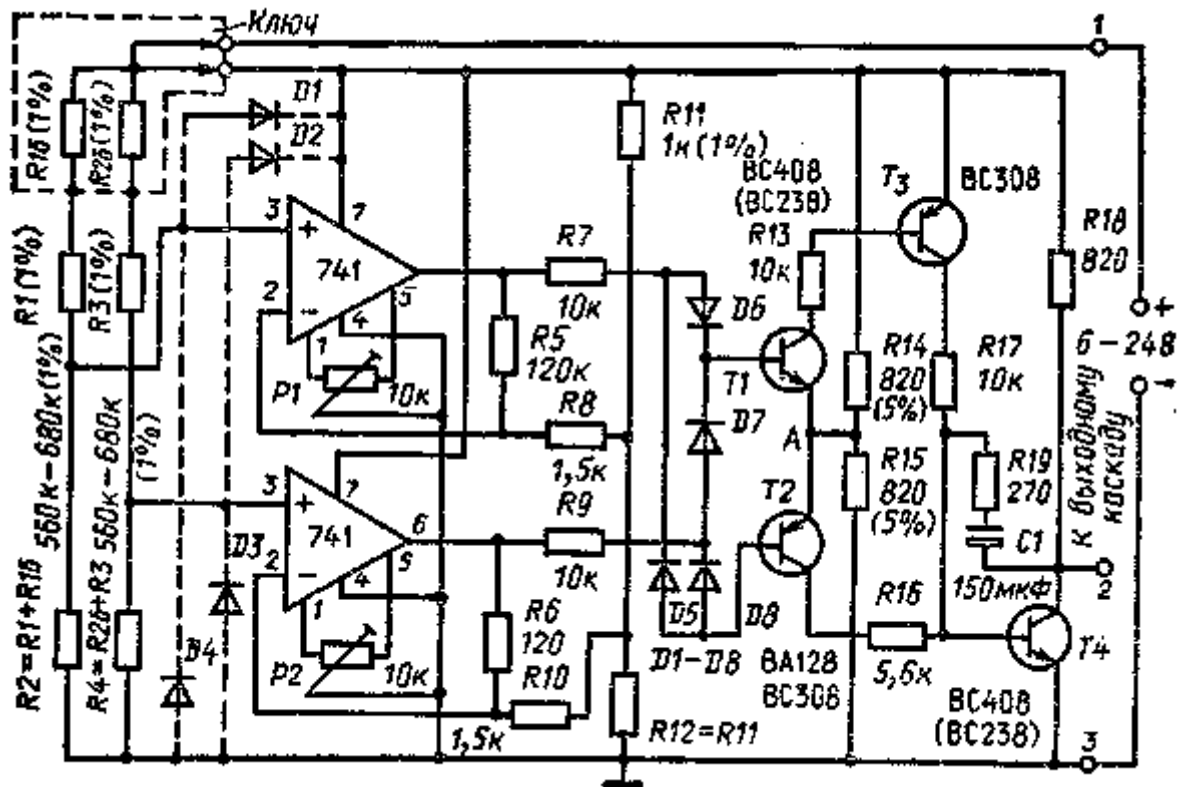 Ключ
1
R1б (1%)
R2б (1%)
D1
D2
R11
1к (1%)
BC408
(BC238)
T3
BC308
R18
820
3
+
7
741
2
-
1
4
5
R7
10к
R13
10к
D6
R1 (1%)
R3 (1%)
560к-680к (1%)
560к-680к
(1%)
P1
10к
R5
120к
R8
1,5к
T1
D7
A
R14
820
(5%)
R17
10к
+
6-24В
-
К выходному
каскаду
R9
10к
T2
R15
820
(5%)
R19
270
C1
150мкф
2
3
+
7
741
6
2
-
1
4
5
D3
D4
R2=R1+R1б
R4=R2б+R3
P2
10к
R6
120
R10
1,5к
D5
D8
D1-D8
BA128
BC308
R16
5,6к
T4
BC408
(BC238)
R12=R11
3